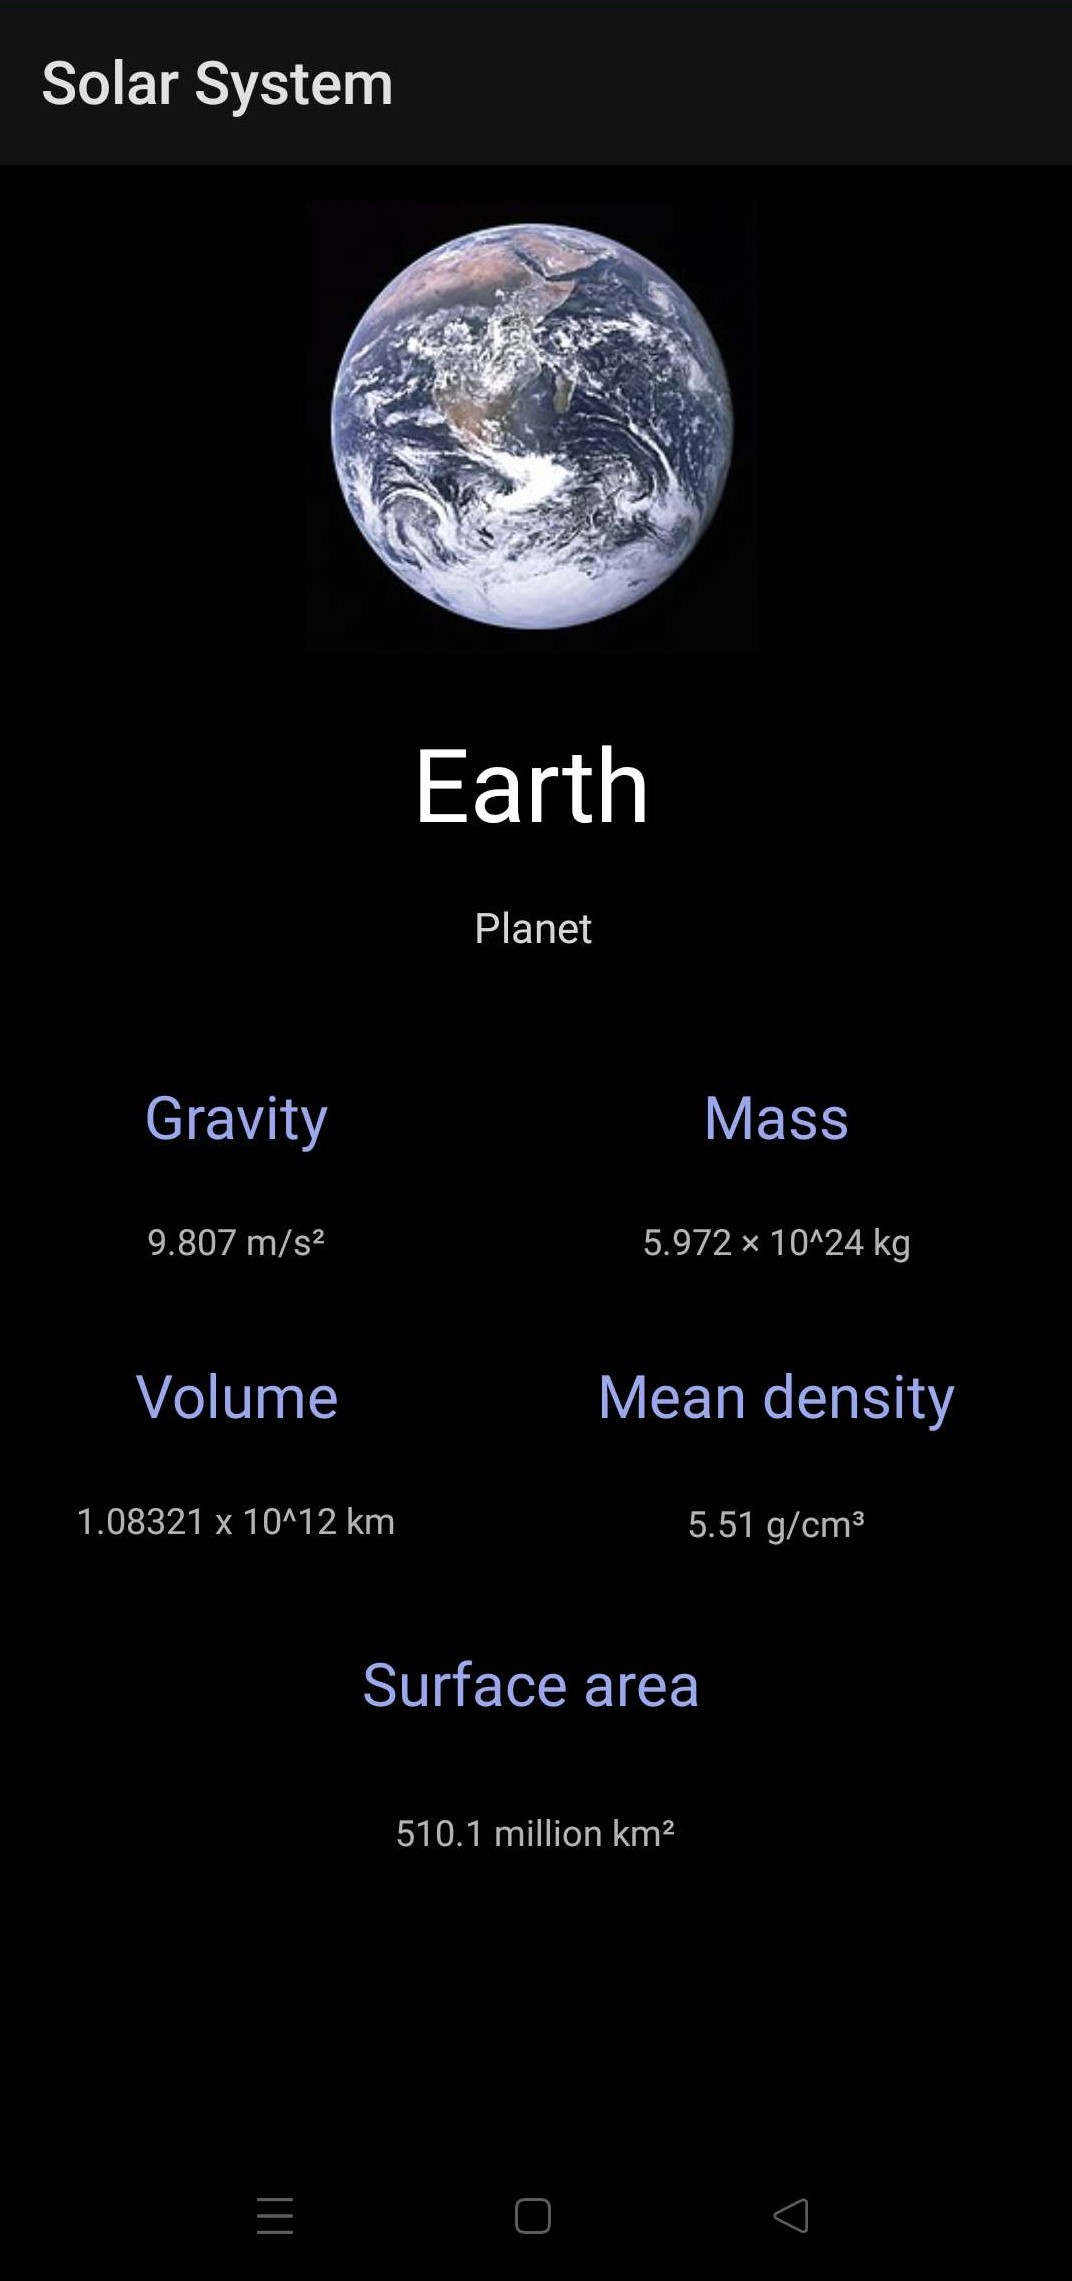 Solar System
Earth
Planet
Gravity
Mass
9.807 m/s²
5.972 × 10^24 kg
Volume
Mean density
1.08321 x 10^12 km
5.51 g/cm³
Surface area
510.1 million km²